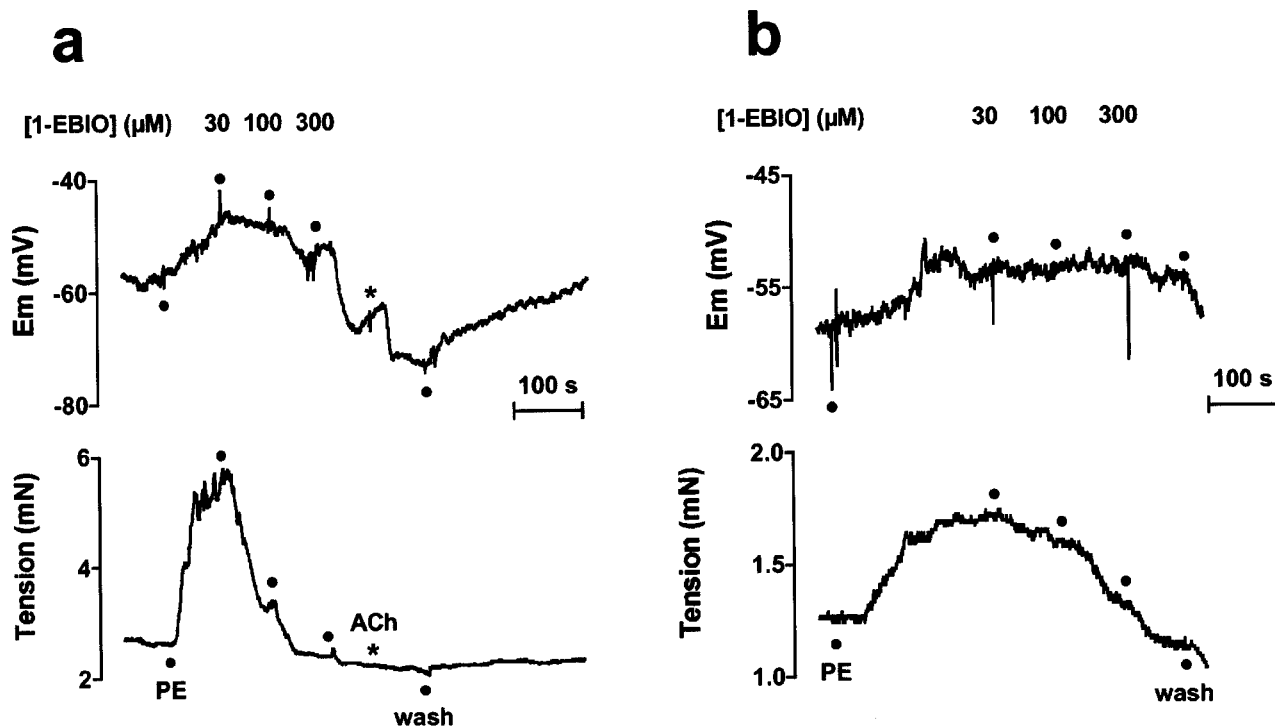 a
[1-EBIO] (µM) 30 100 300
-40
-60
-80
Em (mV)
*
100 s
6
4
2
Tension (mN)
PE
ACh
*
wash
b
[1-EBIO] (µM) 30 100 300
-45
-55
-65
Em (mV)
100 s
2.0
1.5
1.0
Tension (mN)
PE
wash